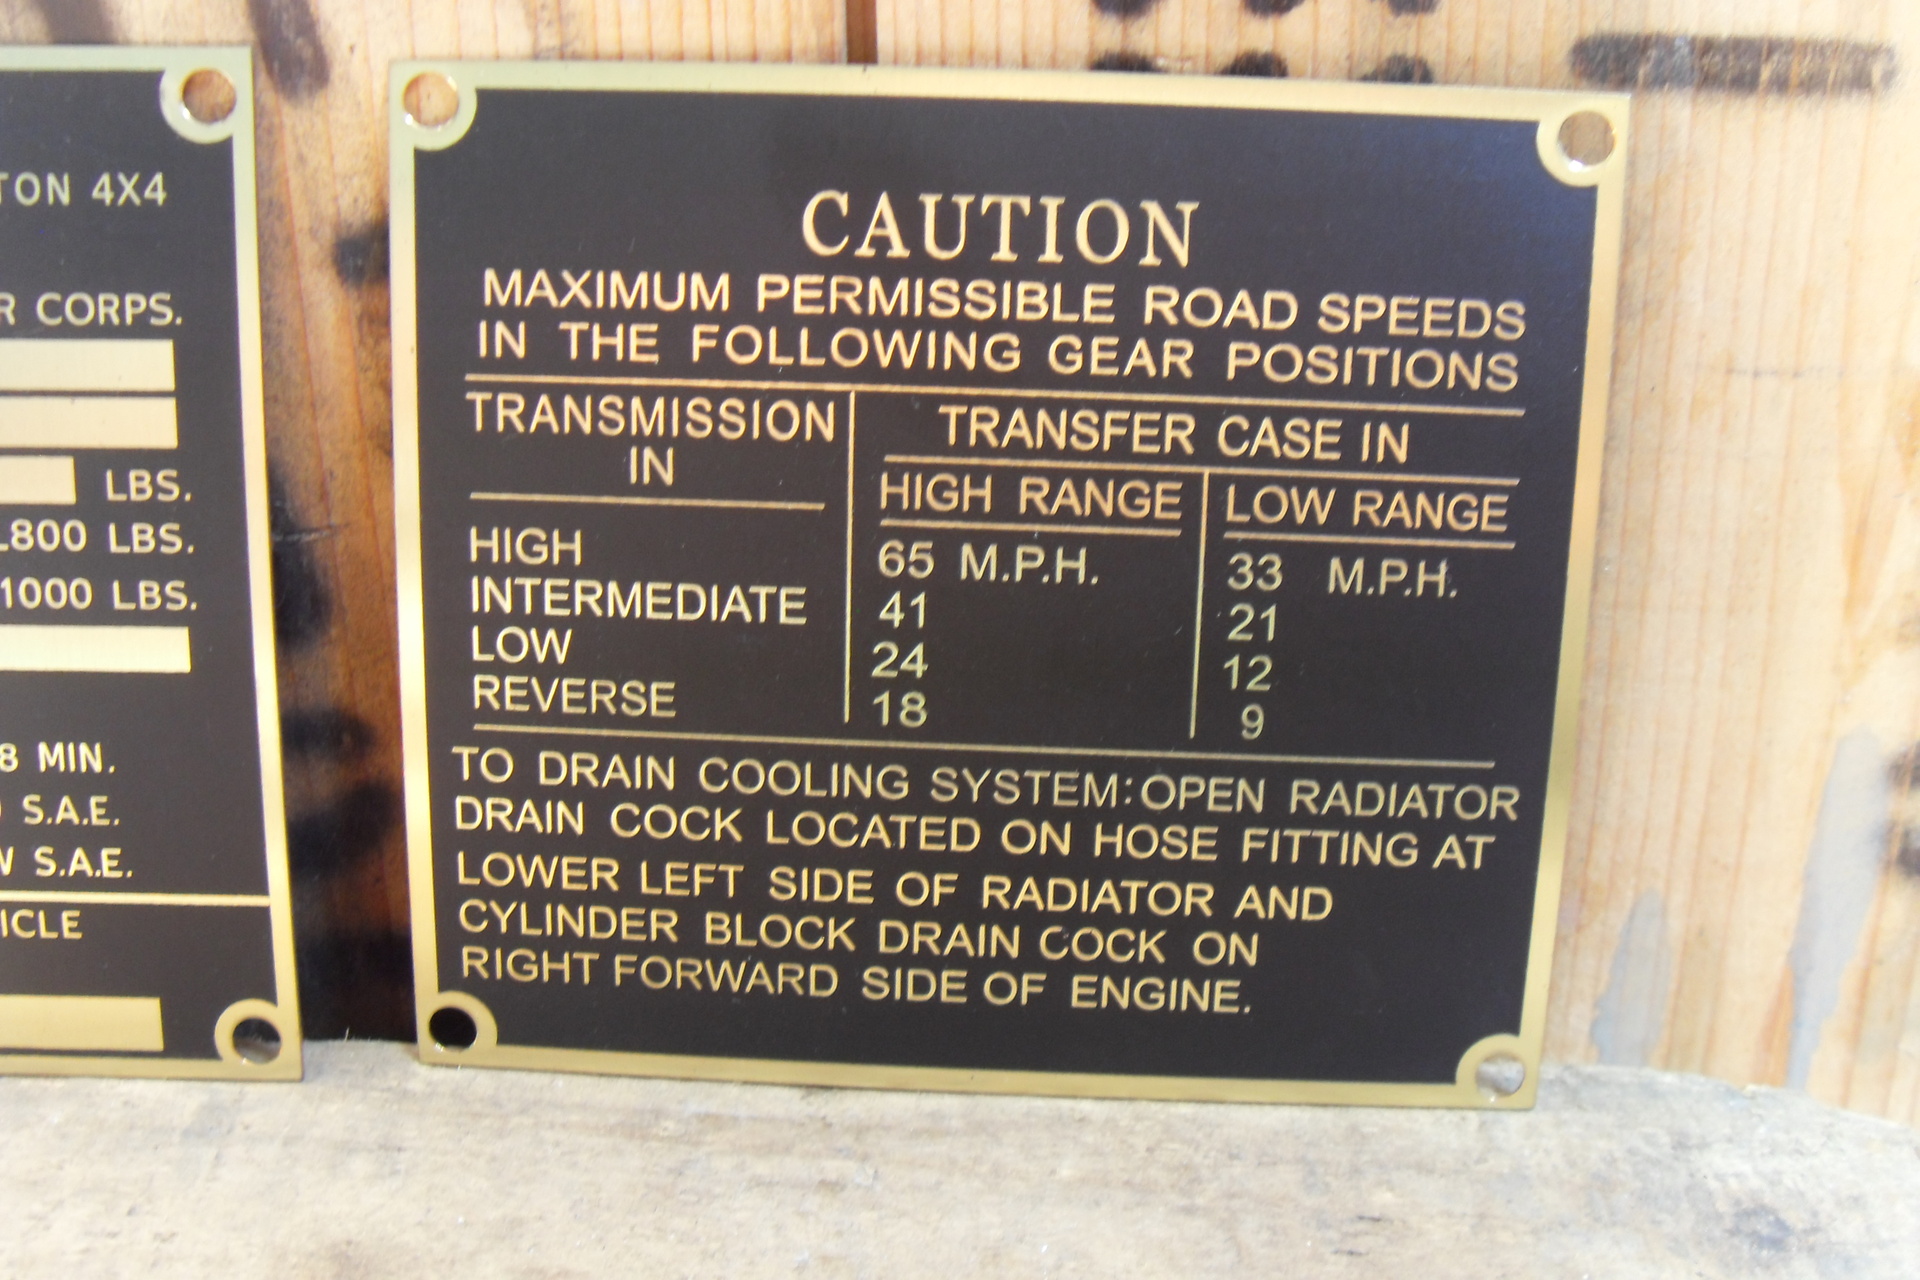 TON 4X4
R CORPS.
LBS.
800 LBS.
1000 LBS.
8 MIN.
S.A.E.
W S.A.E.
ICLE
CAUTION
MAXIMUM PERMISSIBLE ROAD SPEEDS
IN THE FOLLOWING GEAR POSITIONS
TRANSMISSION IN
TRANSFER CASE IN
HIGH RANGE LOW RANGE
HIGH 65 M.P.H. 33 M.P.H.
INTERMEDIATE 41 21
LOW 24 12
REVERSE 18 9
TO DRAIN COOLING SYSTEM: OPEN RADIATOR
DRAIN COCK LOCATED ON HOSE FITTING AT
LOWER LEFT SIDE OF RADIATOR AND
CYLINDER BLOCK DRAIN COCK ON
RIGHT FORWARD SIDE OF ENGINE.